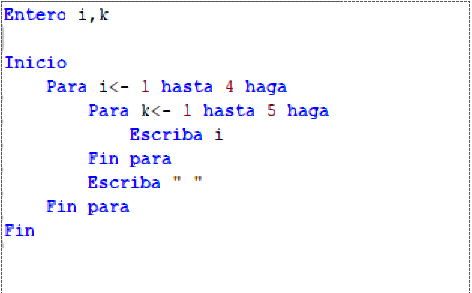 Entero i,k
Inicio
Para i<- 1 hasta 4 haga
Para k<- 1 hasta 5 haga
Escriba i
Fin para
Escriba " "
Fin para
Fin